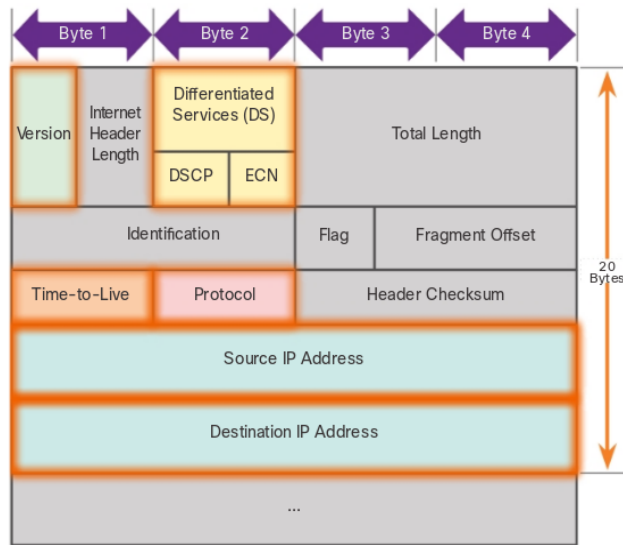 Byte 1 Byte 2 Byte 3 Byte 4
Version
Internet
Header
Length
Differentiated
Services (DS)
DSCP ECN
Total Length
Identification Flag Fragment Offset
Time-to-Live Protocol Header Checksum
Source IP Address
Destination IP Address
...
20
Bytes